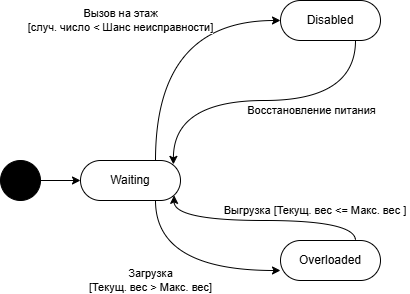 Вызов на этаж
[случ. число < Шанс неисправности]
Disabled
Восстановление питания
Waiting
Выгрузка [Текущ. вес <= Макс. вес ]
Загрузка
[Текущ. вес > Макс. вес]
Overloaded